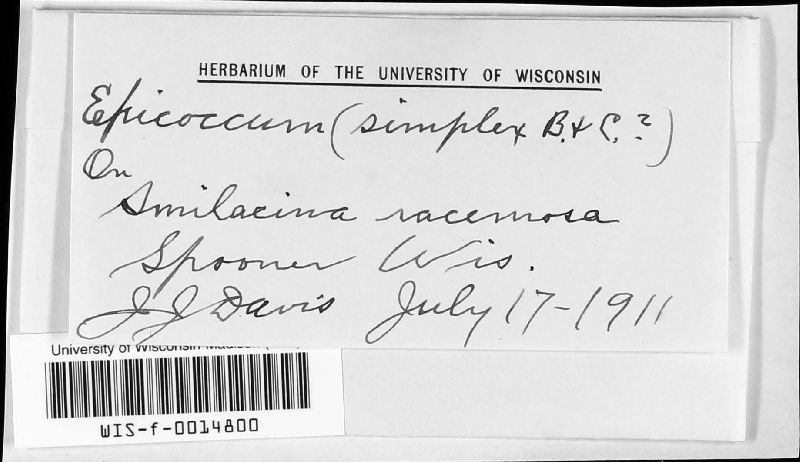 HERBARIUM OF THE UNIVERSITY OF WISCONSIN
Epicoccum (simplex B. & C. ?)
On
Smilacina racemosa
Spooner Wis.
J J Davis July 17-1911
University of Wisconsin
WIS-f-0014800